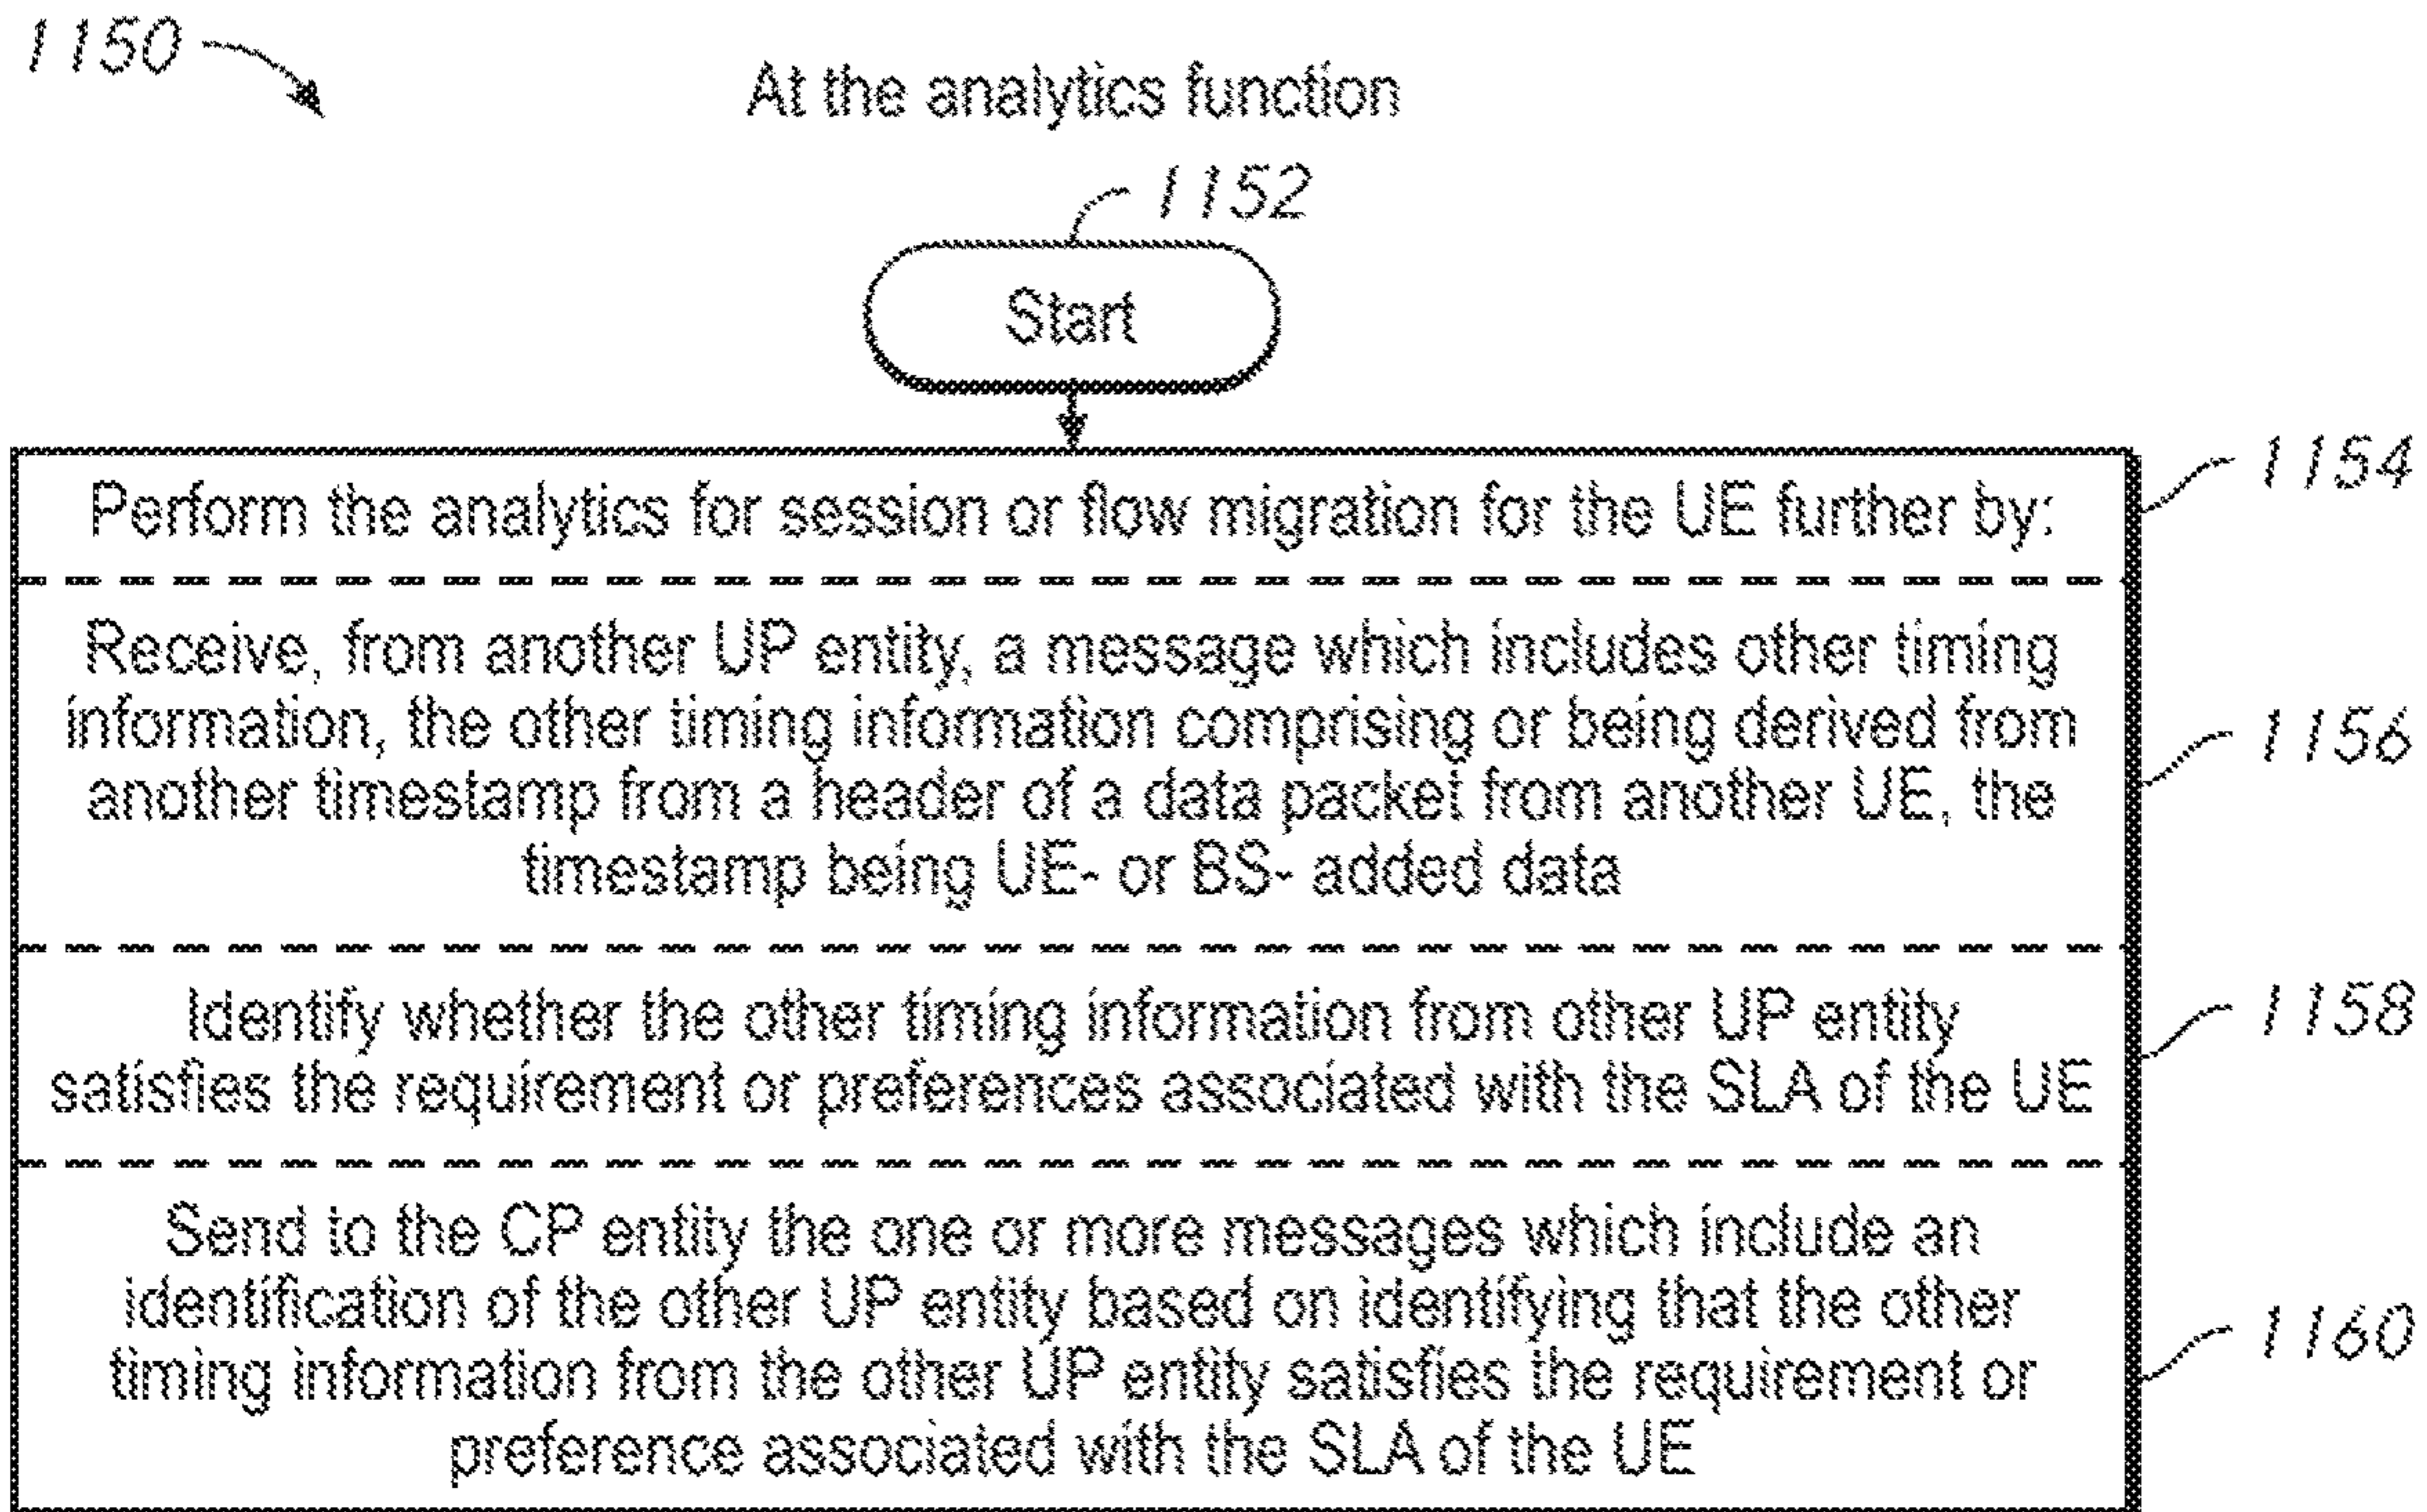 1150
At the analytics function
1152
Start
1154
Perform the analytics for session or flow migration for the UE further by:
Receive, from another UP entity, a message which includes other timing
information, the other timing information comprising or being derived from
1156
another timestamp from a header of a data packet from another UE, the
timestamp being UE- or BS- added data
Identify whether the other timing information from other UP entity
1158
satisfies the requirement or preferences associated with the SLA of the UE
Send to the CP entity the one or more messages which include an
identification of the other UP entity based on identifying that the other
1160
timing information from the other UP entity satisfies the requirement or
preference associated with the SLA of the UE